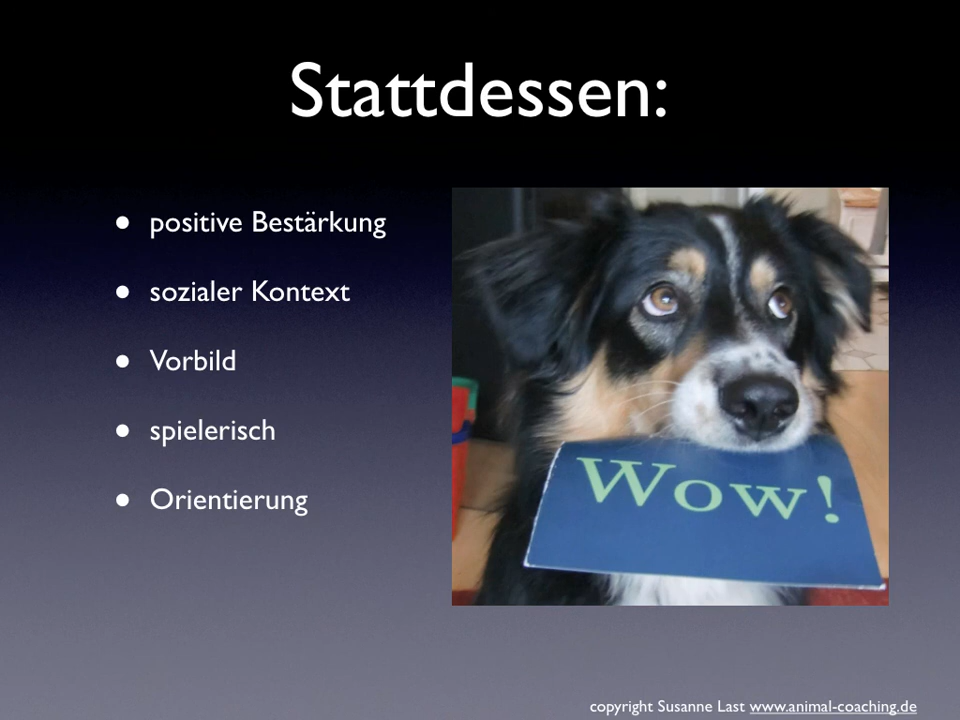 Stattdessen:
• positive Bestärkung
• sozialer Kontext
• Vorbild
• spielerisch
• Orientierung
Wow!
copyright Susanne Last www.animal-coaching.de